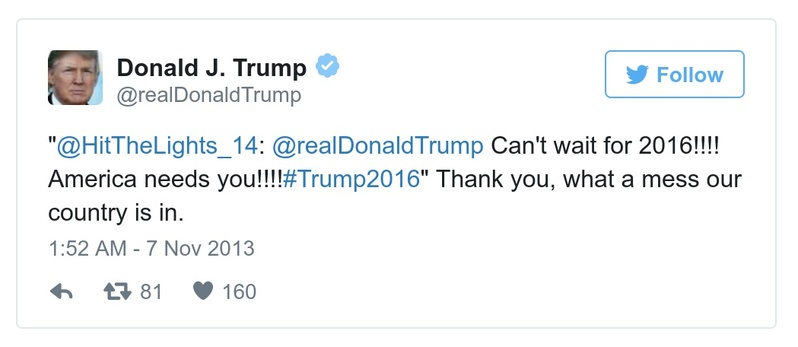 Donald J. Trump
@realDonaldTrump
Follow
"@HitTheLights_14: @realDonaldTrump Can't wait for 2016!!!!
America needs you!!!!#Trump2016" Thank you, what a mess our
country is in.
1:52 AM - 7 Nov 2013
81 160